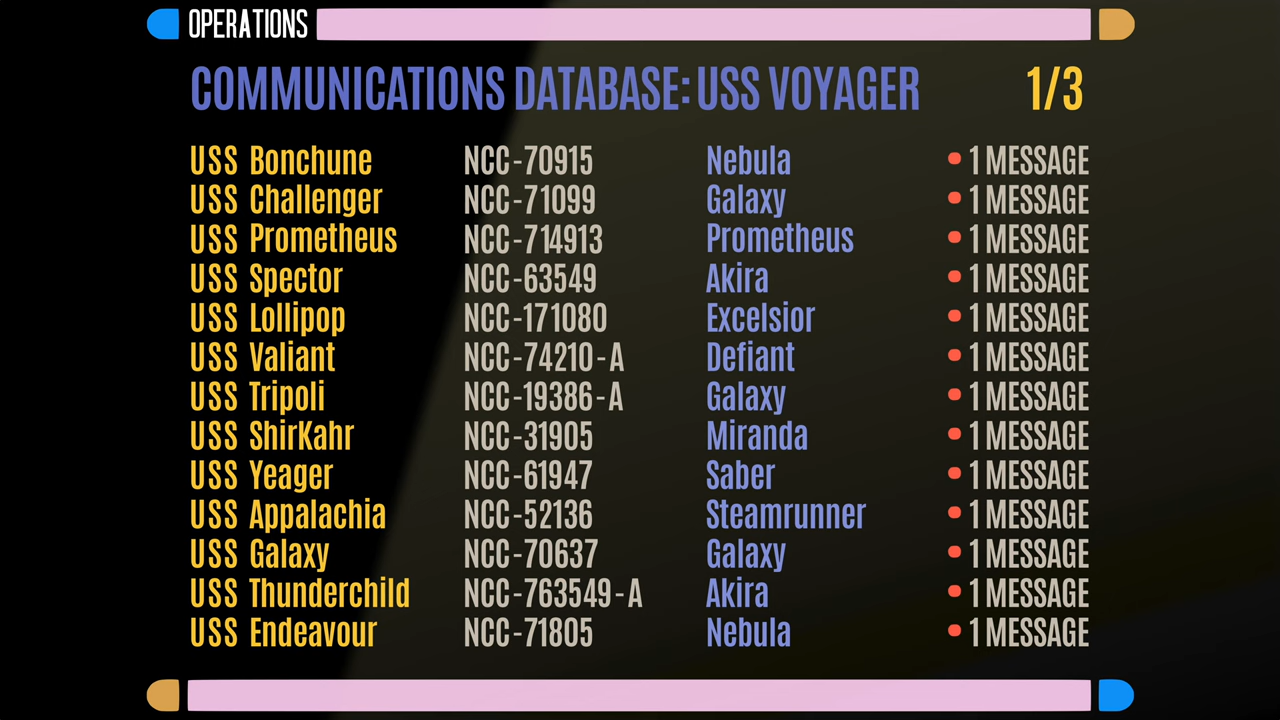 OPERATIONS
COMMUNICATIONS DATABASE: USS VOYAGER 1/3
USS Bonchune NCC-70915 Nebula • 1 MESSAGE
USS Challenger NCC-71099 Galaxy • 1 MESSAGE
USS Prometheus NCC-714913 Prometheus • 1 MESSAGE
USS Spector NCC-63549 Akira • 1 MESSAGE
USS Lollipop NCC-171080 Excelsior • 1 MESSAGE
USS Valiant NCC-74210-A Defiant • 1 MESSAGE
USS Tripoli NCC-19386-A Galaxy • 1 MESSAGE
USS ShirKahr NCC-31905 Miranda • 1 MESSAGE
USS Yeager NCC-61947 Saber • 1 MESSAGE
USS Appalachia NCC-52136 Steamrunner • 1 MESSAGE
USS Galaxy NCC-70637 Galaxy • 1 MESSAGE
USS Thunderchild NCC-763549-A Akira • 1 MESSAGE
USS Endeavour NCC-71805 Nebula • 1 MESSAGE